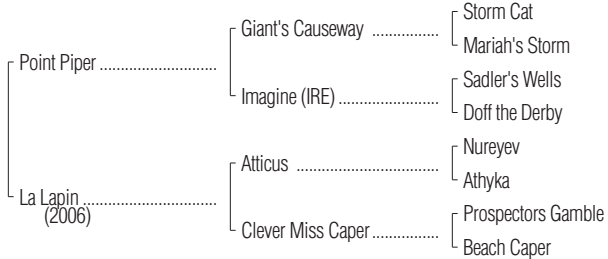 Storm Cat
Giant's Causeway ................
Mariah's Storm
Point Piper ............................
Sadler's Wells
Imagine (IRE) ........................
Doff the Derby
Nureyev
Atticus ..................................
Athyka
La Lapin ................................
(2006)
Prospectors Gamble
Clever Miss Caper ................
Beach Caper